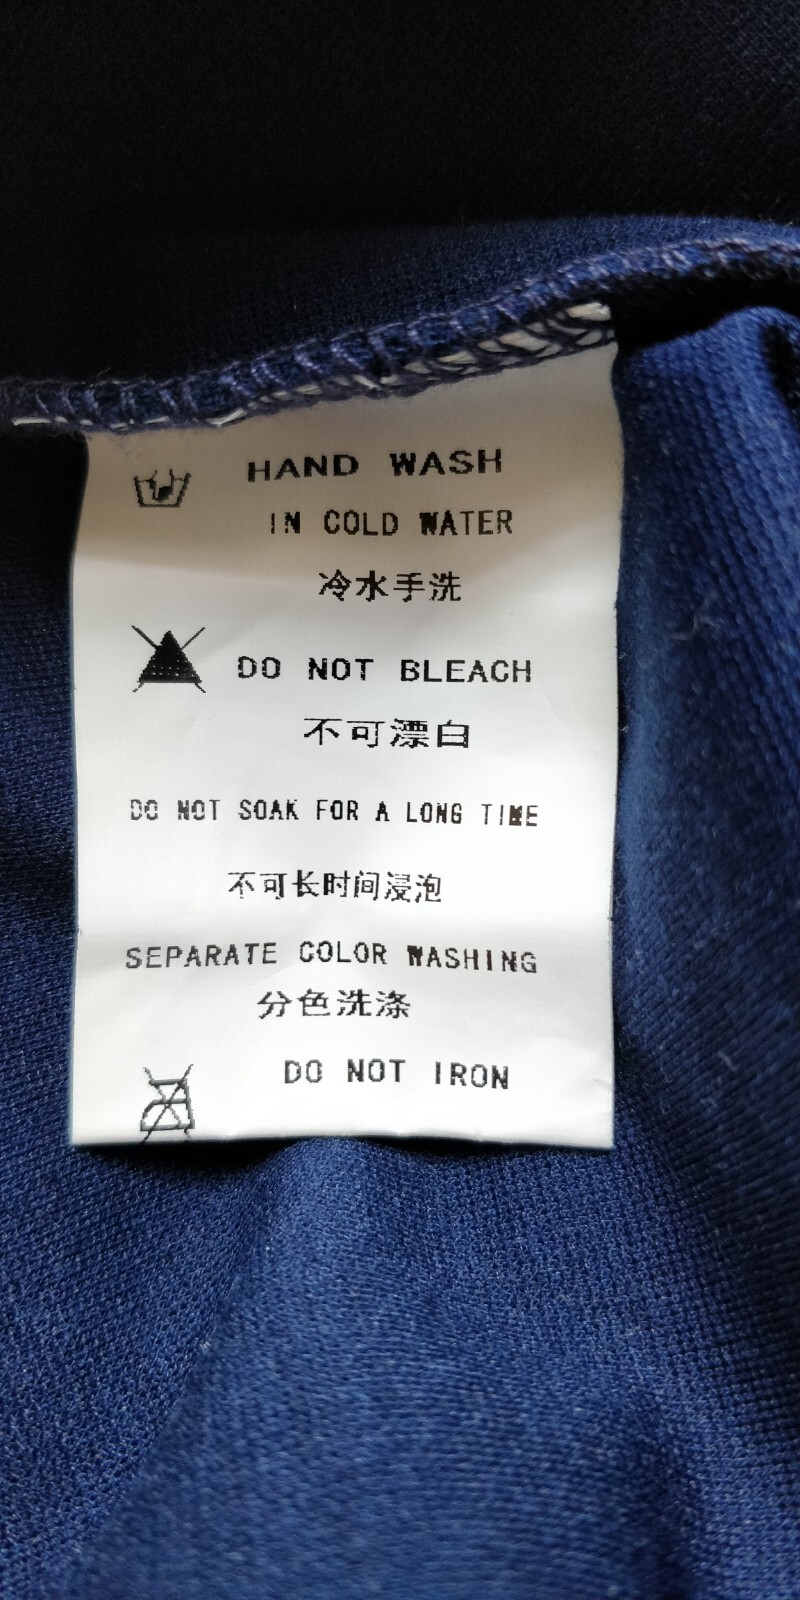 HAND WASH
IN COLD WATER
冷水手洗
DO NOT BLEACH
不可漂白
DO NOT SOAK FOR A LONG TIME
不可长时间浸泡
SEPARATE COLOR WASHING
分色洗涤
DO NOT IRON